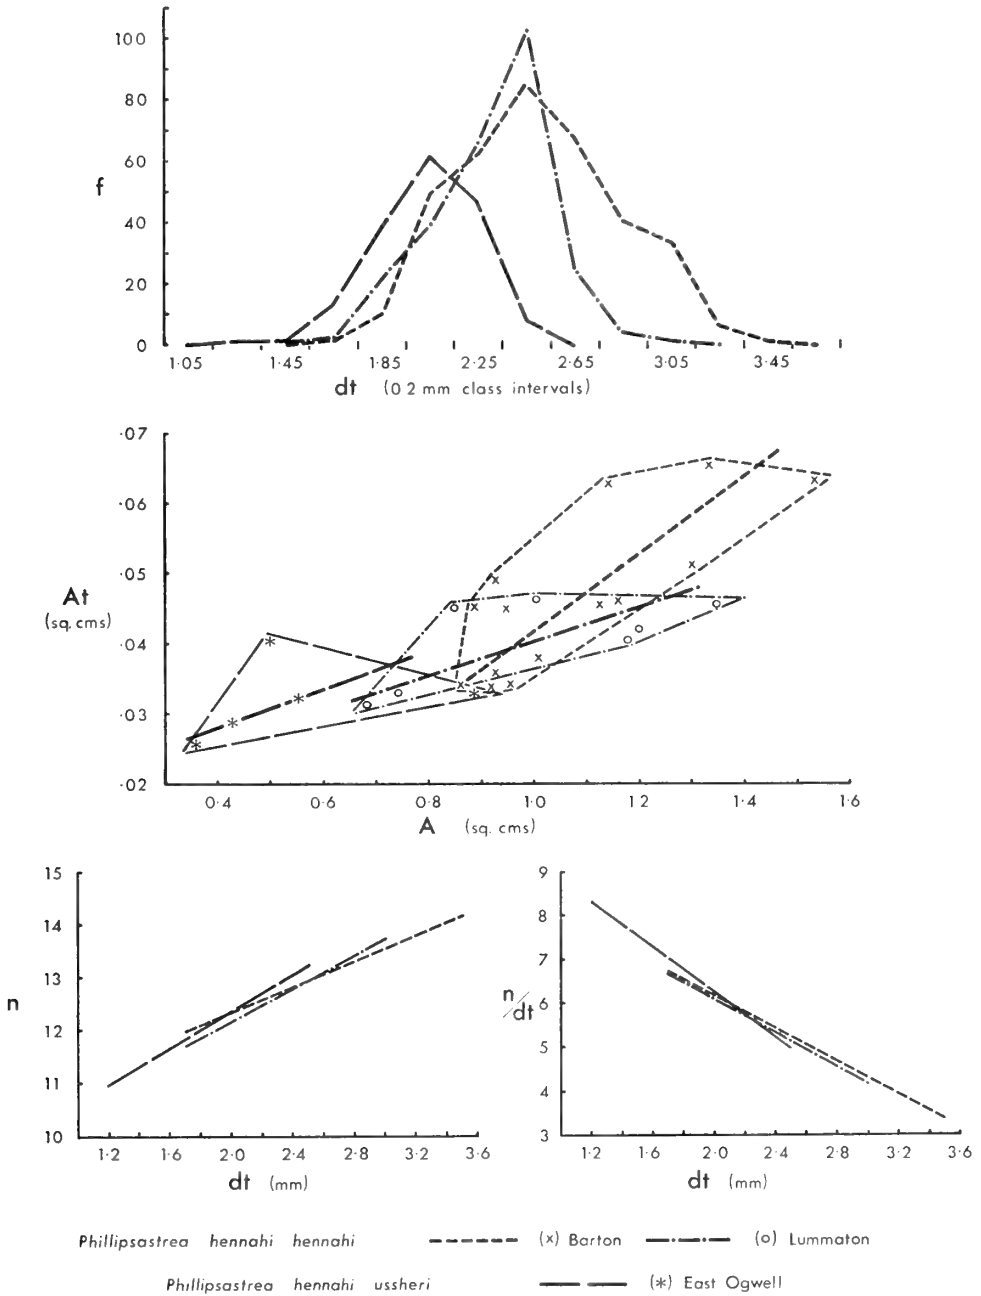 100
80
60
f
40
20
0
1·05 1·45 1·85 2·25 2·65 3·05 3·45
dt (0 2 mm class intervals)
·07
·06
·05
At
(sq. cms)
·04
·03
·02
0·4 0·6 0·8 1·0 1·2 1·4 1·6
A (sq. cms)
15
14
13
n
12
11
10
1·2 1·6 2·0 2·4 2·8 3·2 3·6
dt (mm)
9
8
7
n/dt
6
5
4
3
1·2 1·6 2·0 2·4 2·8 3·2 3·6
dt (mm)
Phillipsastrea hennahi hennahi (x) Barton (o) Lummaton
Phillipsastrea hennahi ussheri (*) East Ogwell